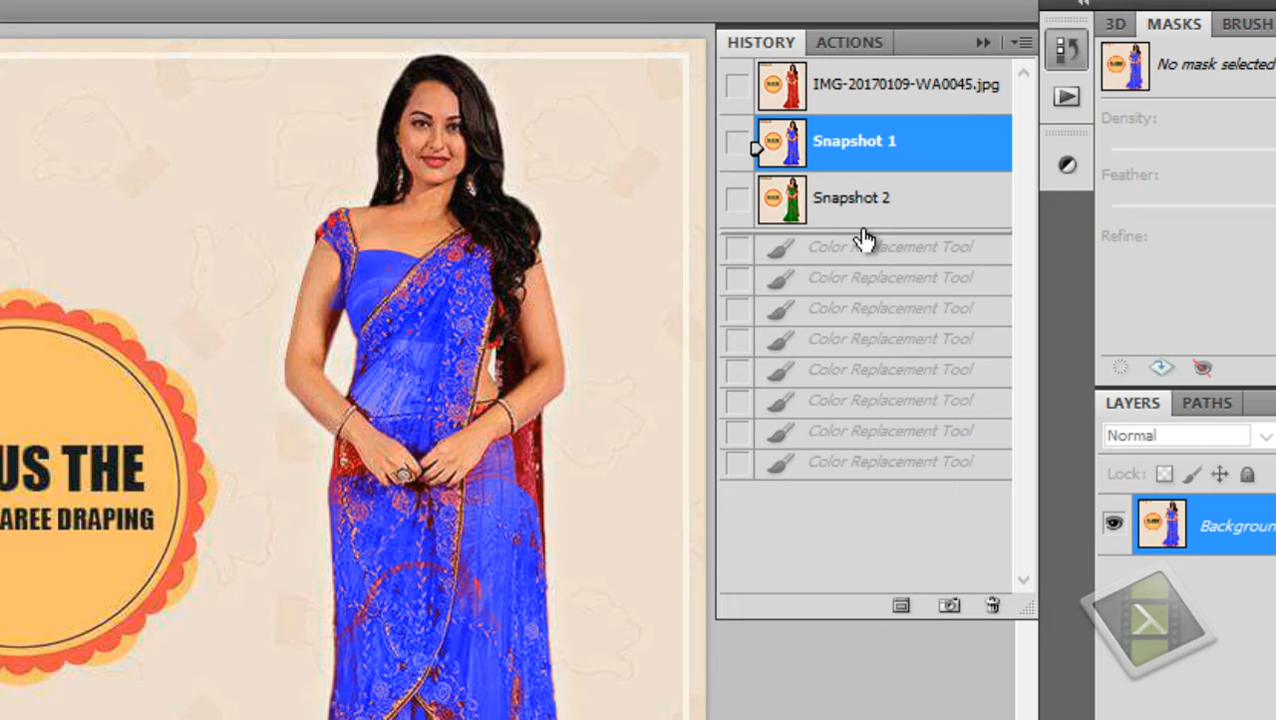 HISTORY
ACTIONS
IMG-20170109-WA0045.jpg
Snapshot 1
Snapshot 2
Color Replacement Tool
Color Replacement Tool
Color Replacement Tool
Color Replacement Tool
Color Replacement Tool
Color Replacement Tool
Color Replacement Tool
Color Replacement Tool
3D
MASKS
BRUSH
No mask selected
Density:
Feather:
Refine:
LAYERS
PATHS
Normal
Lock:
Backgroun
US THE
AREE DRAPING